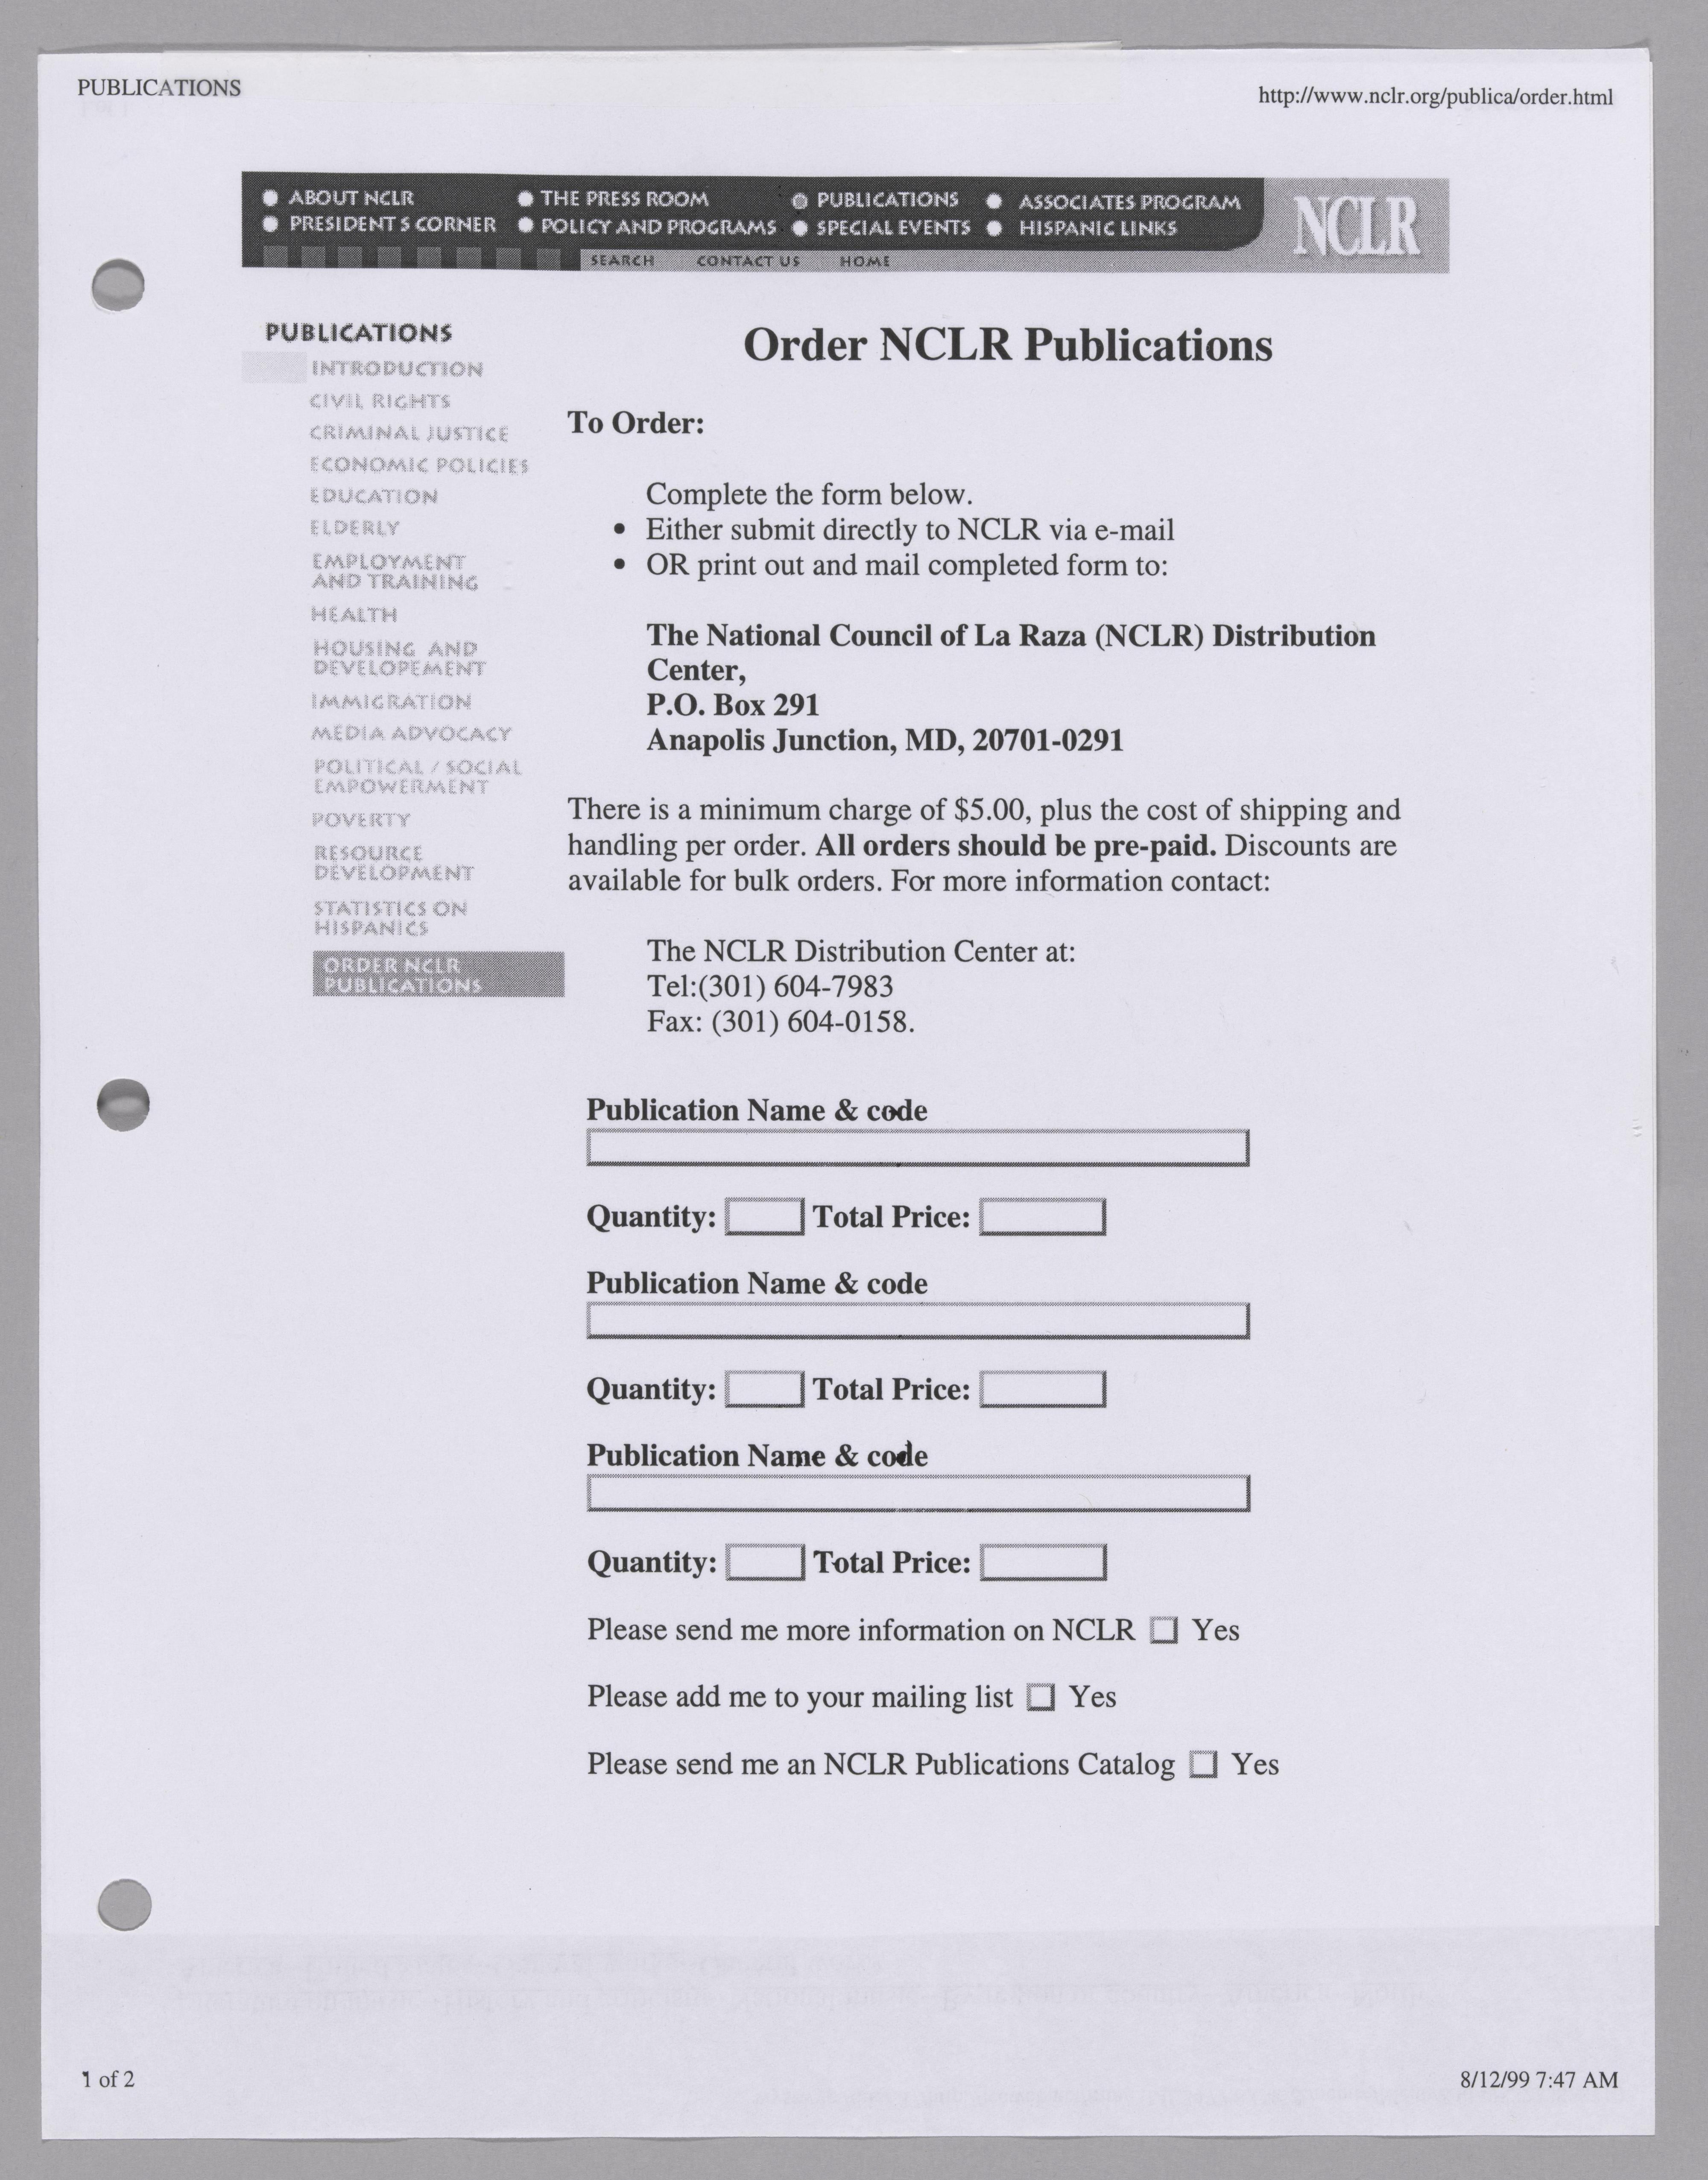 PUBLICATIONS
http://www.nclr.org/publica/order.html
ABOUT NCLR THE PRESS ROOM PUBLICATIONS ASSOCIATES PROGRAM
PRESIDENT S CORNER POLICY AND PROGRAMS SPECIAL EVENTS HISPANIC LINKS
NCLR
SEARCH CONTACT US HOME
PUBLICATIONS
INTRODUCTION
CIVIL RIGHTS
CRIMINAL JUSTICE
ECONOMIC POLICIES
EDUCATION
ELDERLY
EMPLOYMENT
AND TRAINING
HEALTH
HOUSING AND
DEVELOPEMENT
IMMIGRATION
MEDIA ADVOCACY
POLITICAL / SOCIAL
EMPOWERMENT
POVERTY
RESOURCE
DEVELOPMENT
STATISTICS ON
HISPANICS
ORDER NCLR
PUBLICATIONS
Order NCLR Publications
To Order:
Complete the form below.
• Either submit directly to NCLR via e-mail
• OR print out and mail completed form to:
The National Council of La Raza (NCLR) Distribution
Center,
P.O. Box 291
Anapolis Junction, MD, 20701-0291
There is a minimum charge of $5.00, plus the cost of shipping and
handling per order. All orders should be pre-paid. Discounts are
available for bulk orders. For more information contact:
The NCLR Distribution Center at:
Tel:(301) 604-7983
Fax: (301) 604-0158.
Publication Name & code
Quantity: Total Price:
Publication Name & code
Quantity: Total Price:
Publication Name & code
Quantity: Total Price:
Please send me more information on NCLR Yes
Please add me to your mailing list Yes
Please send me an NCLR Publications Catalog Yes
1 of 2
8/12/99 7:47 AM